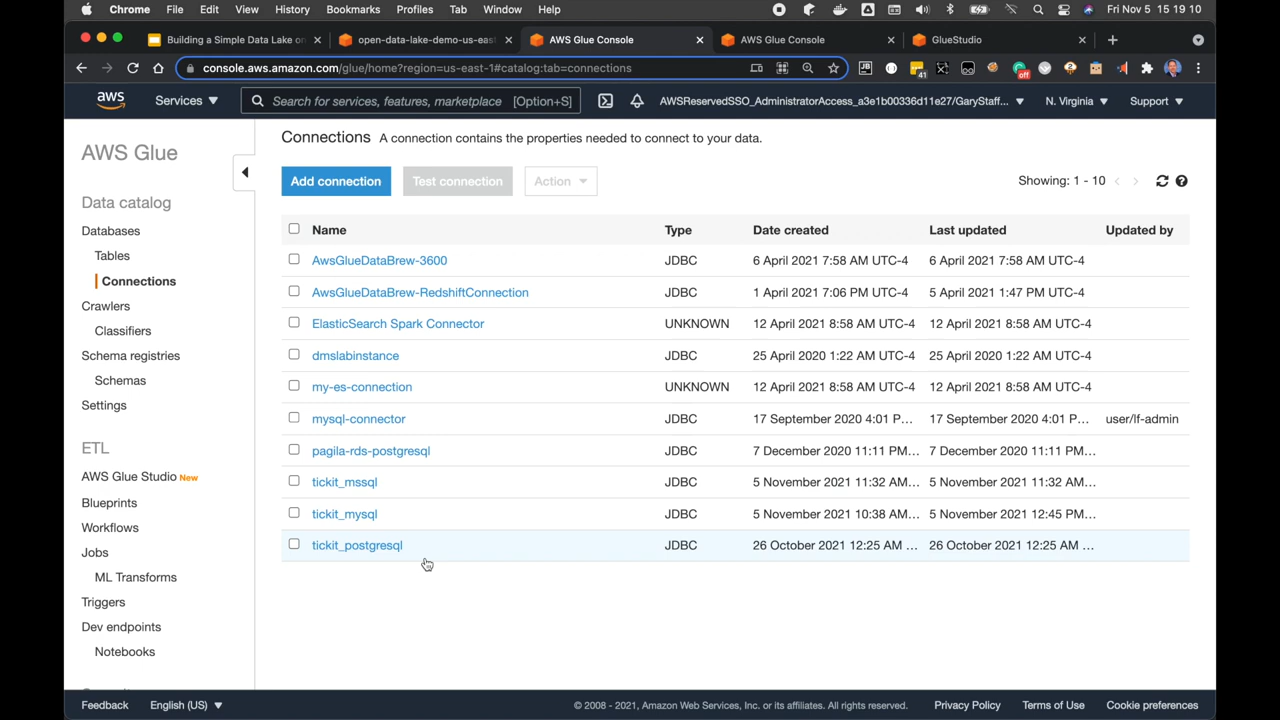 Chrome File Edit View History Bookmarks Profiles Tab Window Help Fri Nov 5 15 19 10
Building a Simple Data Lake on open-data-lake-demo-us-east AWS Glue Console AWS Glue Console GlueStudio
console.aws.amazon.com/glue/home?region=us-east-1#catalog:tab=connections 41 off
aws Services Search for services, features, marketplace [Option+S] AWSReservedSSO_AdministratorAccess_a3e1b00336d11e27/GaryStaff... N. Virginia Support
AWS Glue
Data catalog
Databases
Tables
Connections
Crawlers
Classifiers
Schema registries
Schemas
Settings
ETL
AWS Glue Studio New
Blueprints
Workflows
Jobs
ML Transforms
Triggers
Dev endpoints
Notebooks
Connections A connection contains the properties needed to connect to your data.
Add connection Test connection Action Showing: 1 - 10
Name Type Date created Last updated Updated by
AwsGlueDataBrew-3600 JDBC 6 April 2021 7:58 AM UTC-4 6 April 2021 7:58 AM UTC-4
AwsGlueDataBrew-RedshiftConnection JDBC 1 April 2021 7:06 PM UTC-4 5 April 2021 1:47 PM UTC-4
ElasticSearch Spark Connector UNKNOWN 12 April 2021 8:58 AM UTC-4 12 April 2021 8:58 AM UTC-4
dmslabinstance JDBC 25 April 2020 1:22 AM UTC-4 25 April 2020 1:22 AM UTC-4
my-es-connection UNKNOWN 12 April 2021 8:58 AM UTC-4 12 April 2021 8:58 AM UTC-4
mysql-connector JDBC 17 September 2020 4:01 P... 17 September 2020 4:01 P... user/lf-admin
pagila-rds-postgresql JDBC 7 December 2020 11:11 PM... 7 December 2020 11:11 PM...
tickit_mssql JDBC 5 November 2021 11:32 AM... 5 November 2021 11:32 AM...
tickit_mysql JDBC 5 November 2021 10:38 AM... 5 November 2021 12:45 PM...
tickit_postgresql JDBC 26 October 2021 12:25 AM ... 26 October 2021 12:25 AM ...
Feedback English (US) © 2008 - 2021, Amazon Web Services, Inc. or its affiliates. All rights reserved. Privacy Policy Terms of Use Cookie preferences